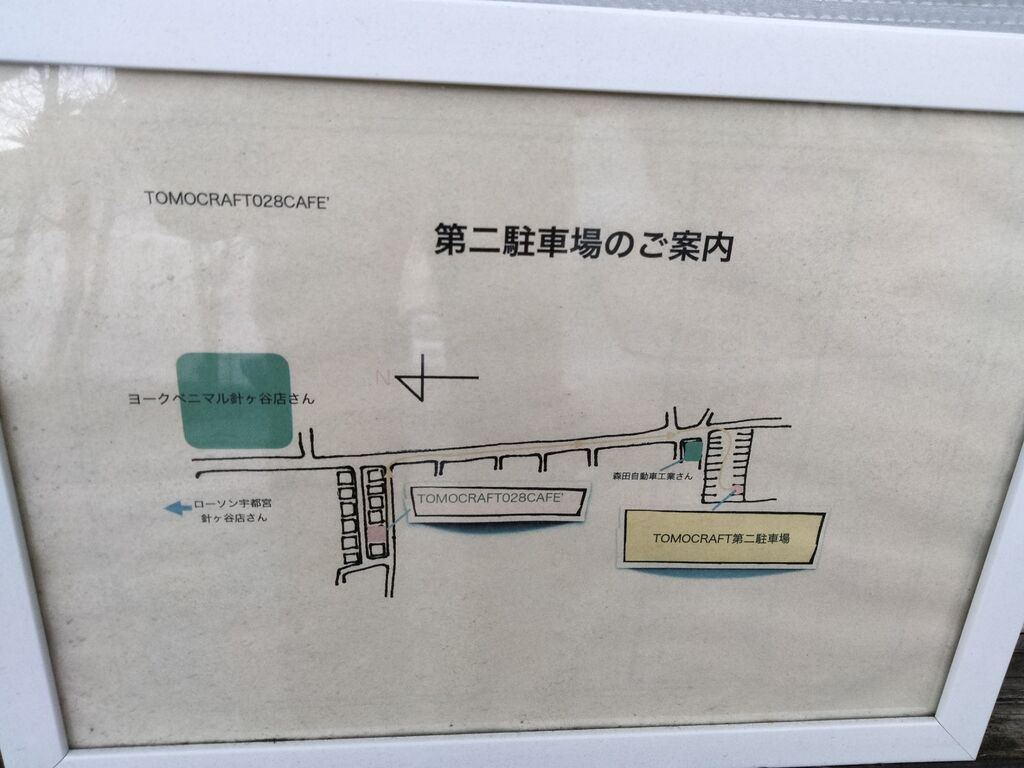 TOMOCRAFT028CAFE'
第二駐車場のご案内
N
ヨークベニマル針ヶ谷店さん
ローソン宇都宮
針ヶ谷店さん
TOMOCRAFT028CAFE'
森田自動車工業さん
TOMOCRAFT第二駐車場